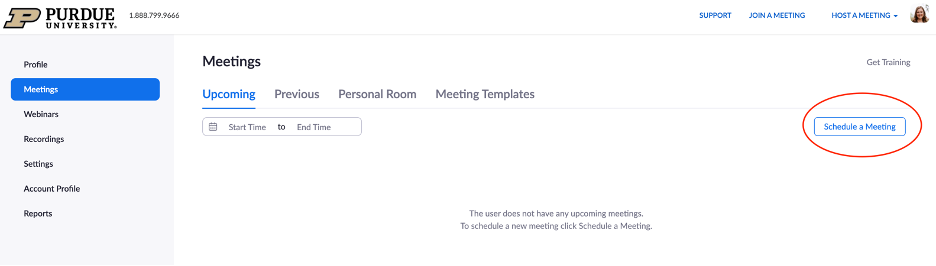 PURDUE UNIVERSITY®
1.888.799.9666
SUPPORT
JOIN A MEETING
HOST A MEETING
Profile
Meetings
Webinars
Recordings
Settings
Account Profile
Reports
Meetings
Get Training
Upcoming
Previous
Personal Room
Meeting Templates
Start Time to End Time
Schedule a Meeting
The user does not have any upcoming meetings.
To schedule a new meeting click Schedule a Meeting.